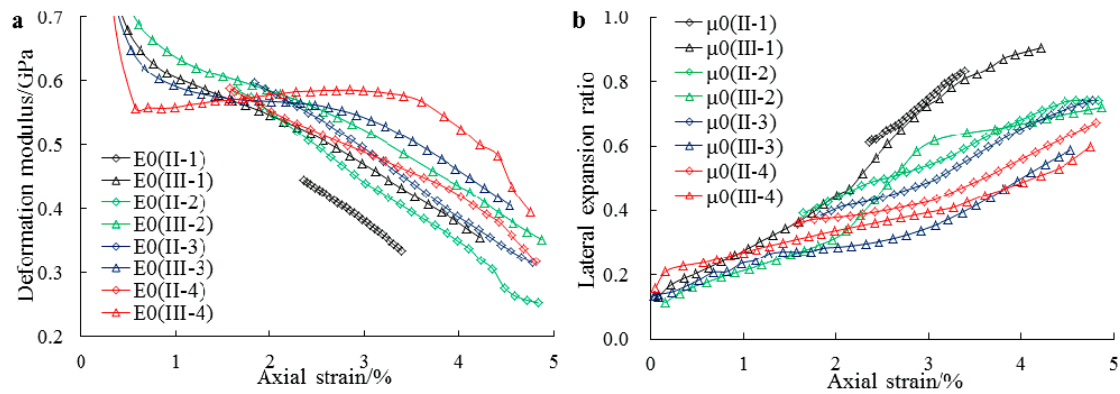 a
Deformation modulus/GPa
0.7
0.6
0.5
0.4
0.3
0.2
E0(II-1)
E0(III-1)
E0(II-2)
E0(III-2)
E0(II-3)
E0(III-3)
E0(II-4)
E0(III-4)
0 1 2 3 4 5
Axial strain/%
b
Lateral expansion ratio
1.0
0.8
0.6
0.4
0.2
0.0
μ0(II-1)
μ0(III-1)
μ0(II-2)
μ0(III-2)
μ0(II-3)
μ0(III-3)
μ0(II-4)
μ0(III-4)
0 1 2 3 4 5
Axial strain/%